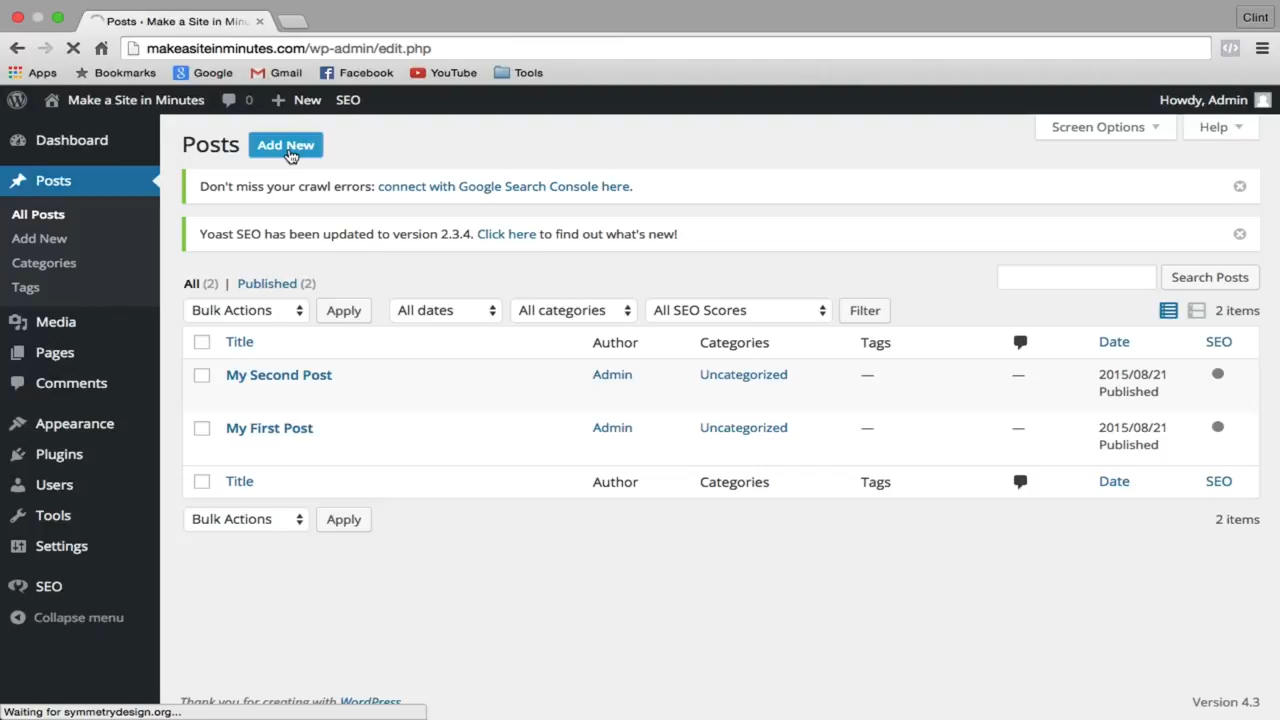 Posts ‹ Make a Site in Minu
Clint
makeasiteinminutes.com/wp-admin/edit.php
Apps Bookmarks Google Gmail Facebook YouTube Tools
Make a Site in Minutes 0 New SEO Howdy, Admin
Dashboard
Posts
All Posts
Add New
Categories
Tags
Media
Pages
Comments
Appearance
Plugins
Users
Tools
Settings
SEO
Collapse menu
Screen Options Help
Posts Add New
Don't miss your crawl errors: connect with Google Search Console here.
Yoast SEO has been updated to version 2.3.4. Click here to find out what's new!
All (2) | Published (2)
Search Posts
Bulk Actions Apply All dates All categories All SEO Scores Filter 2 items
Title Author Categories Tags Date SEO
My Second Post Admin Uncategorized — — 2015/08/21
Published
My First Post Admin Uncategorized — — 2015/08/21
Published
Title Author Categories Tags Date SEO
Bulk Actions Apply 2 items
Thank you for creating with WordPress
Version 4.3
Waiting for symmetrydesign.org...